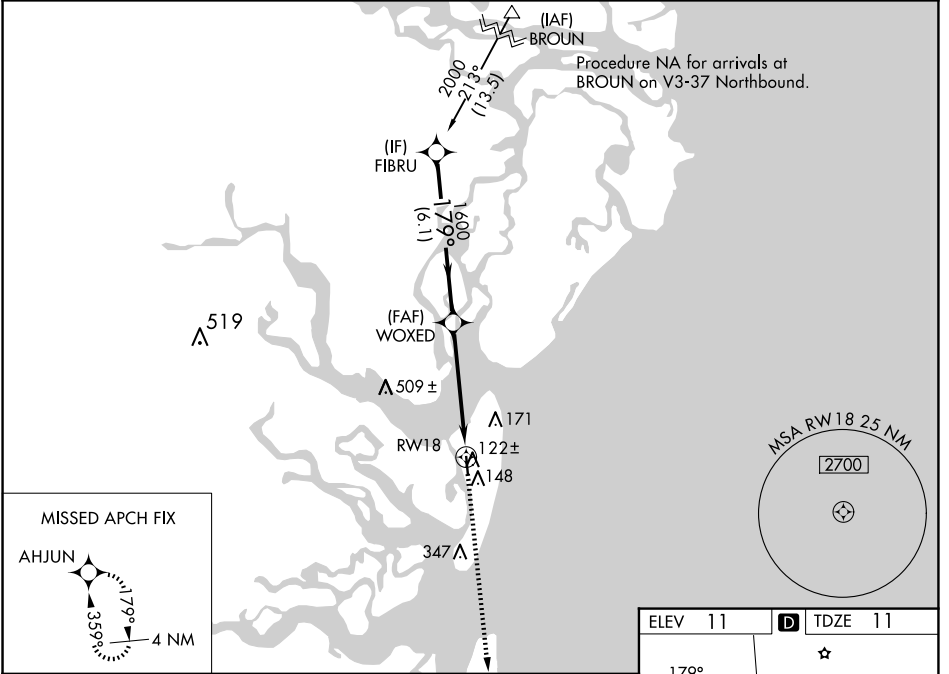 (IAF)
BROUN
Procedure NA for arrivals at
BROUN on V3-37 Northbound.
2000
213°
(13.5)
(IF)
FIBRU
1600
179°
(6.1)
(FAF)
WOXED
519
509 ±
171
RW18
122±
148
347
MSA RW18 25 NM
2700
MISSED APCH FIX
AHJUN
179°
359°
4 NM
ELEV 11
D
TDZE 11
179°